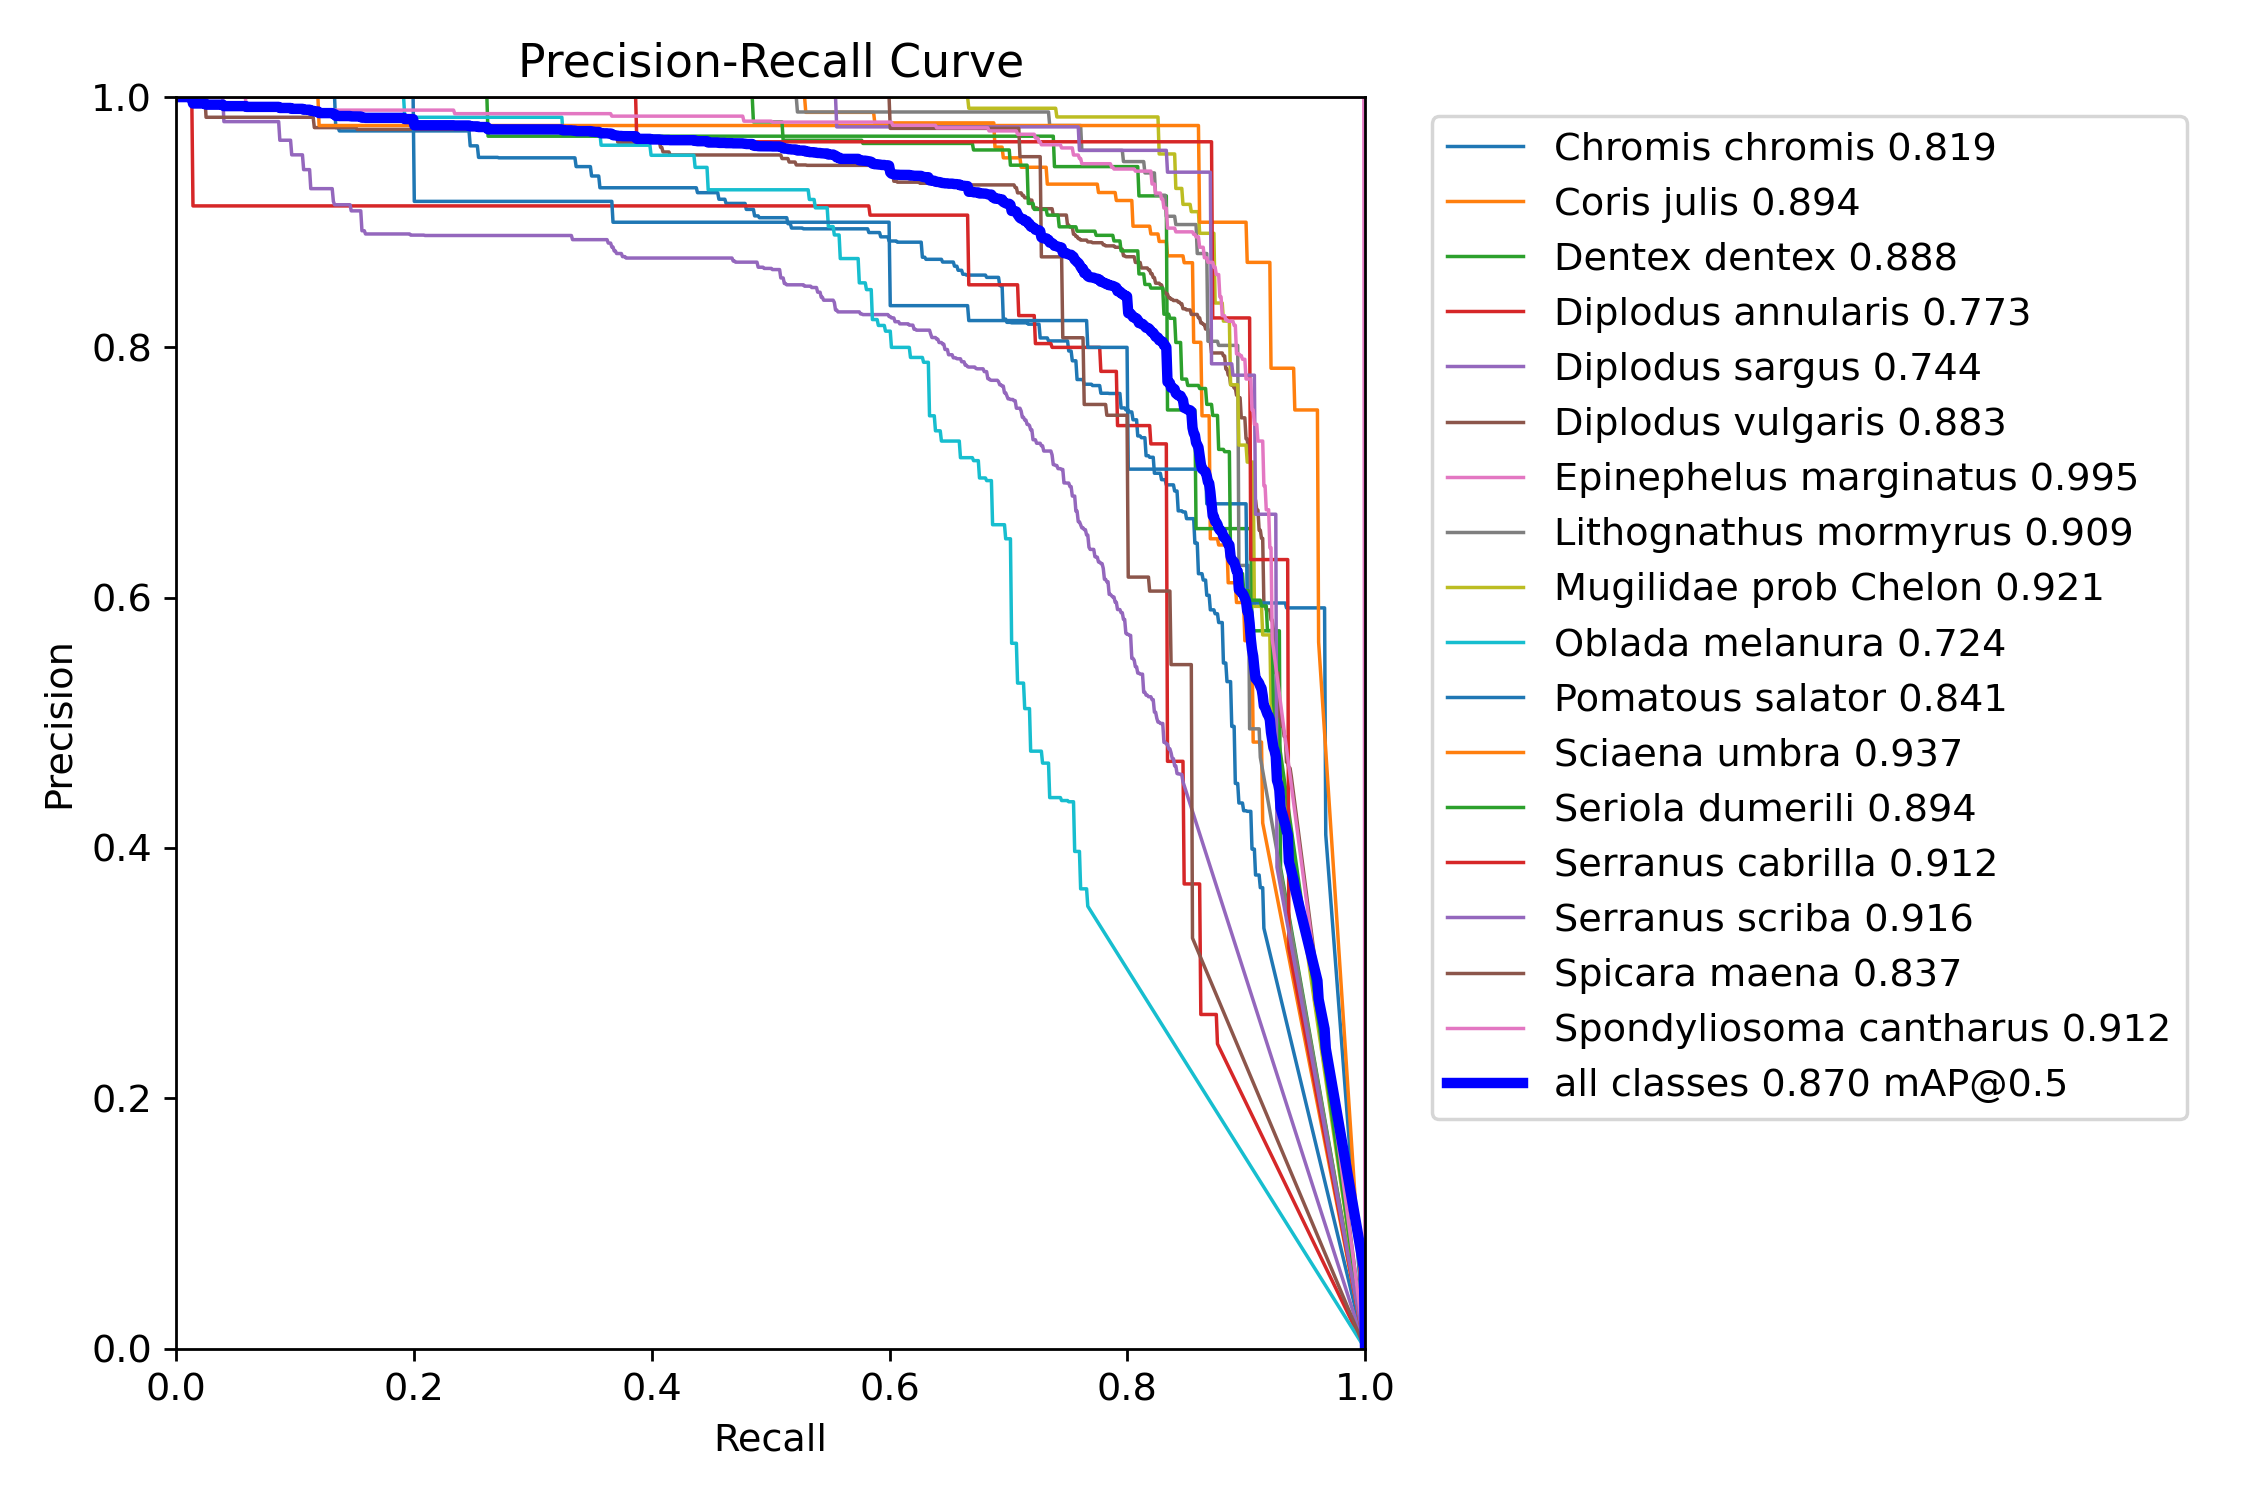 Precision-Recall Curve
1.0
0.8
0.6
0.4
0.2
0.0
Precision
0.0 0.2 0.4 0.6 0.8 1.0
Recall
Chromis chromis 0.819
Coris julis 0.894
Dentex dentex 0.888
Diplodus annularis 0.773
Diplodus sargus 0.744
Diplodus vulgaris 0.883
Epinephelus marginatus 0.995
Lithognathus mormyrus 0.909
Mugilidae prob Chelon 0.921
Oblada melanura 0.724
Pomatous salator 0.841
Sciaena umbra 0.937
Seriola dumerili 0.894
Serranus cabrilla 0.912
Serranus scriba 0.916
Spicara maena 0.837
Spondyliosoma cantharus 0.912
all classes 0.870 mAP@0.5